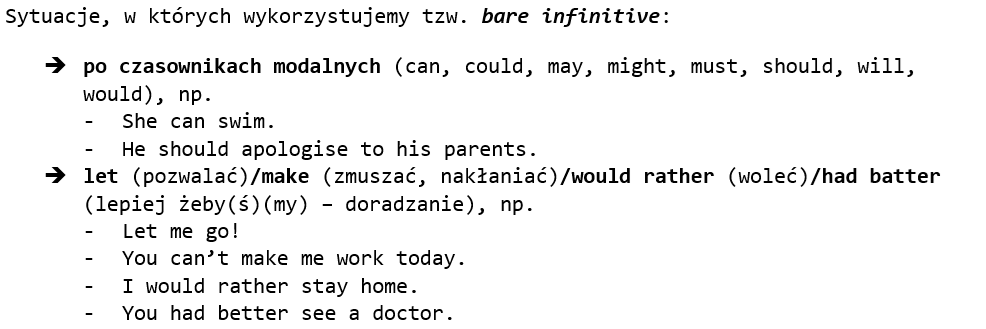 Sytuacje, w których wykorzystujemy tzw. bare infinitive:
➔ po czasownikach modalnych (can, could, may, might, must, should, will,
would), np.
- She can swim.
- He should apologise to his parents.
➔ let (pozwalać)/make (zmuszać, nakłaniać)/would rather (woleć)/had batter
(lepiej żeby(ś)(my) – doradzanie), np.
- Let me go!
- You can’t make me work today.
- I would rather stay home.
- You had better see a doctor.